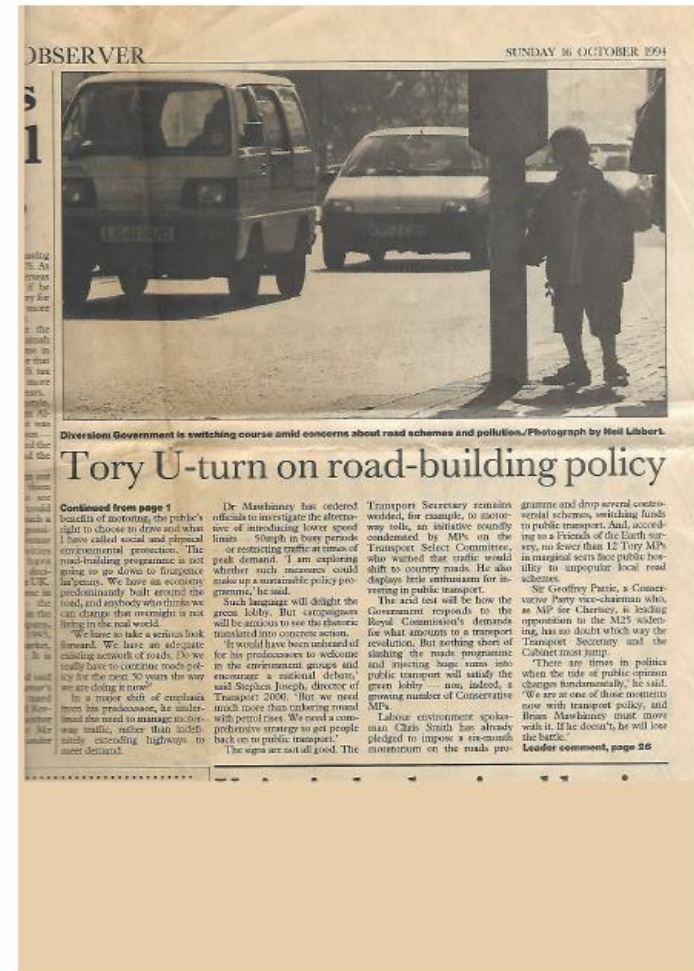 OBSERVER
SUNDAY 16 OCTOBER 1994
Diversion: Government is switching course amid concerns about road schemes and pollution./Photograph by Neil Libbert.
Tory U-turn on road-building policy
Continued from page 1
benefits of motoring, the public's
right to choose to drive and what
I have called social and physical
environmental protection. The
road-building programme is not
going to go down to fourpence
ha'penny. We have an economy
predominantly built around the
road, and anybody who thinks we
can change that overnight is not
living in the real world.
'We have to take a serious look
forward. We have an adequate
existing network of roads. Do we
really have to continue roads pol-
icy for the next 30 years the way
we are doing it now?'
In a major shift of emphasis
from his predecessor, he under-
lined the need to manage motor-
way traffic, rather than indefi-
nitely extending highways to
meet demand.
Dr Mawhinney has ordered
officials to investigate the alterna-
tive of introducing lower speed
limits 50mph in busy periods
or restricting traffic at times of
peak demand. 'I am exploring
whether such measures could
make up a sustainable policy pro-
gramme,' he said.
Such language will delight the
green lobby. But campaigners
will be anxious to see the rhetoric
translated into concrete action.
'It would have been unheard of
for his predecessors to welcome
in the environment groups and
encourage a national debate,'
said Stephen Joseph, director of
Transport 2000. 'But we need
much more than tinkering round
with petrol rises. We need a com-
prehensive strategy to get people
back on to public transport.'
The signs are not all good. The
Transport Secretary remains
wedded, for example, to motor-
way tolls, an initiative roundly
condemned by MPs on the
Transport Select Committee,
who warned that traffic would
shift to country roads. He also
displays little enthusiasm for in-
vesting in public transport.
The acid test will be how the
Government responds to the
Royal Commission's demands
for what amounts to a transport
revolution. But nothing short of
slashing the roads programme
and injecting huge sums into
public transport will satisfy the
green lobby — nor, indeed, a
growing number of Conservative
MPs.
Labour environment spokes-
man Chris Smith has already
pledged to impose a six-month
moratorium on the roads pro-
gramme and drop several contro-
versial schemes, switching funds
to public transport. And, accord-
ing to a Friends of the Earth sur-
vey, no fewer than 12 Tory MPs
in marginal seats face public hos-
tility to unpopular local road
schemes.
Sir Geoffrey Pattie, a Conser-
vative Party vice-chairman who,
as MP for Chertsey, is leading
opposition to the M25 widen-
ing, has no doubt which way the
Transport Secretary and the
Cabinet must jump.
'There are times in politics
when the tide of public opinion
changes fundamentally,' he said.
'We are at one of those moments
now with transport policy, and
Brian Mawhinney must move
with it. If he doesn't, he will lose
the battle.'
Leader comment, page 26